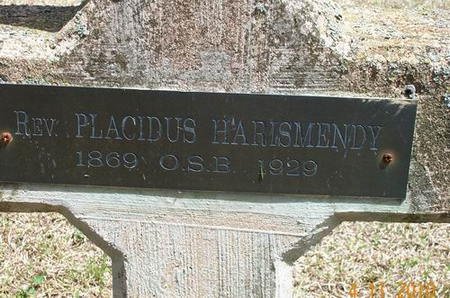 REV. PLACIDUS HARISMENDY
1869 O.S.B. 1929